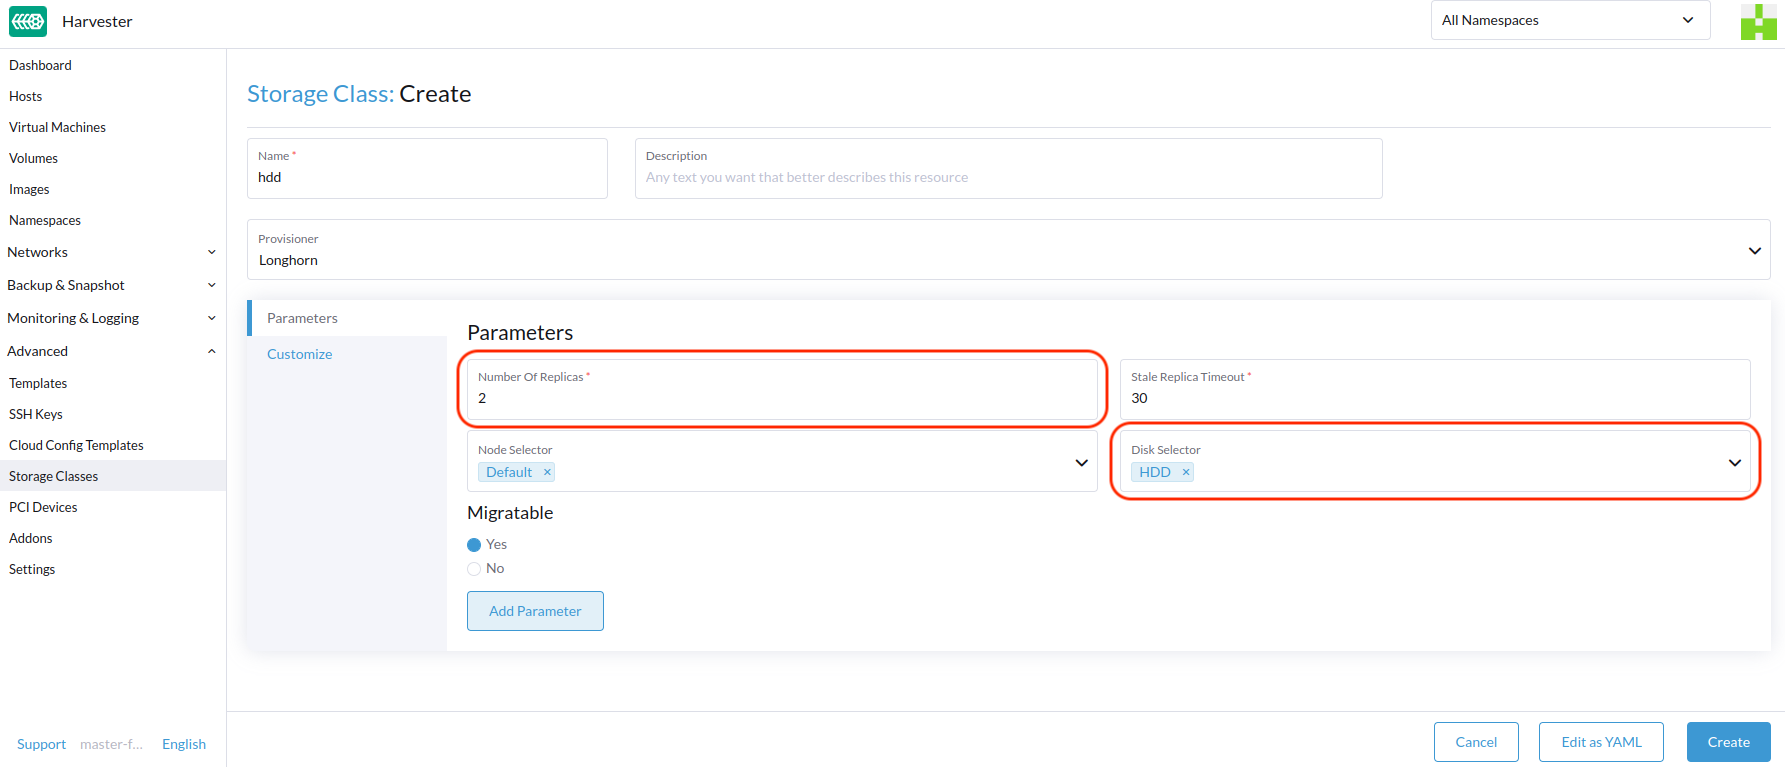 Harvester
All Namespaces
Dashboard
Hosts
Virtual Machines
Volumes
Images
Namespaces
Networks
Backup & Snapshot
Monitoring & Logging
Advanced
Templates
SSH Keys
Cloud Config Templates
Storage Classes
PCI Devices
Addons
Settings
Support master-f... English
Storage Class: Create
Name *
hdd
Description
Any text you want that better describes this resource
Provisioner
Longhorn
Parameters
Customize
Parameters
Number Of Replicas *
2
Stale Replica Timeout *
30
Node Selector
Default ×
Disk Selector
HDD ×
Migratable
Yes
No
Add Parameter
Cancel
Edit as YAML
Create